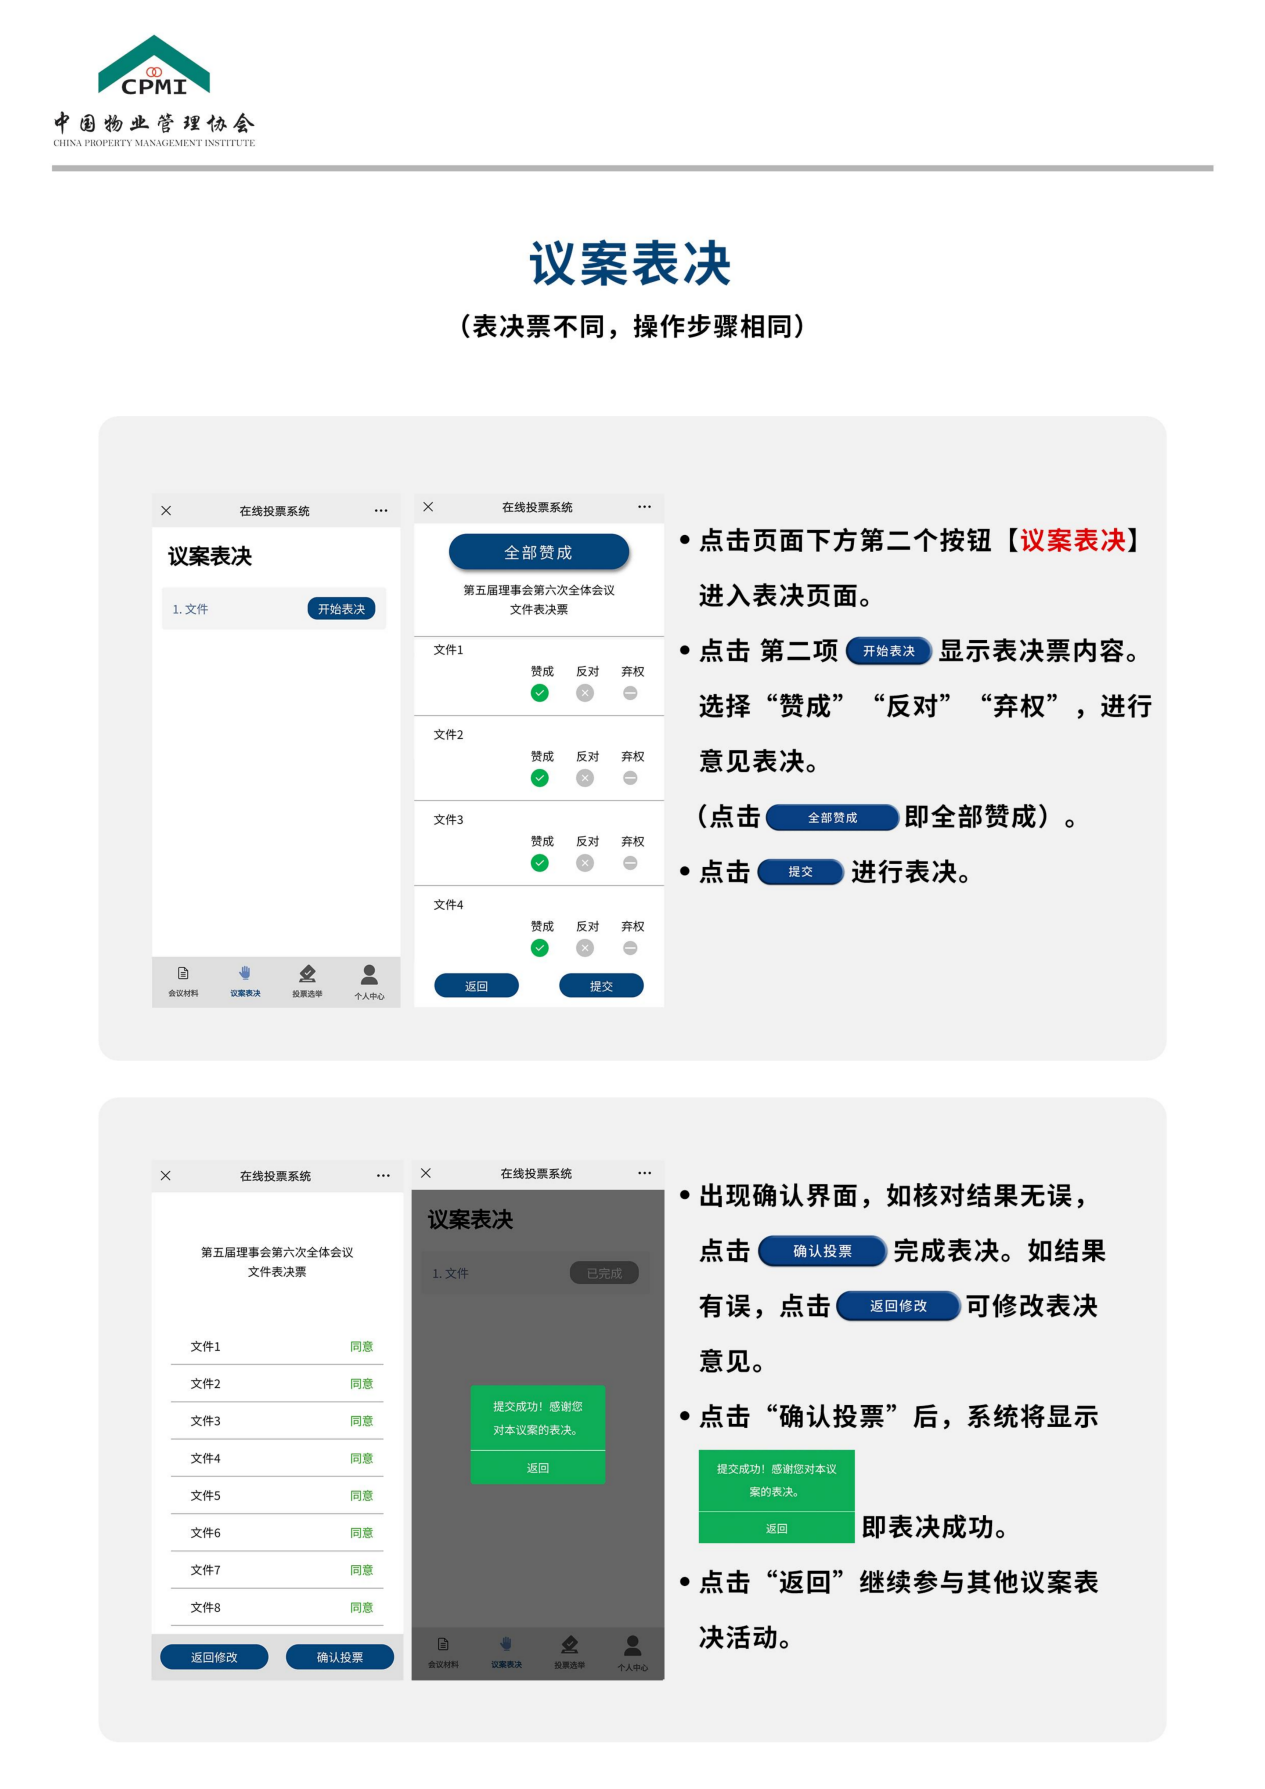 CPMI
中国物业管理协会
CHINA PROPERTY MANAGEMENT INSTITUTE
议案表决
（表决票不同，操作步骤相同）
在线投票系统
议案表决
1. 文件
开始表决
会议材料
议案表决
投票选举
个人中心
在线投票系统
全部赞成
第五届理事会第六次全体会议
文件表决票
文件1
赞成 反对 弃权
文件2
赞成 反对 弃权
文件3
赞成 反对 弃权
文件4
赞成 反对 弃权
返回
提交
• 点击页面下方第二个按钮【议案表决】
进入表决页面。
• 点击 第二项 开始表决 显示表决票内容。
选择“赞成”“反对”“弃权”，进行
意见表决。
（点击 全部赞成 即全部赞成）。
• 点击 提交 进行表决。
在线投票系统
第五届理事会第六次全体会议
文件表决票
文件1 同意
文件2 同意
文件3 同意
文件4 同意
文件5 同意
文件6 同意
文件7 同意
文件8 同意
返回修改
确认投票
在线投票系统
议案表决
1. 文件
已完成
提交成功！感谢您
对本议案的表决。
返回
会议材料
议案表决
投票选举
个人中心
• 出现确认界面，如核对结果无误，
点击 确认投票 完成表决。如结果
有误，点击 返回修改 可修改表决
意见。
• 点击“确认投票”后，系统将显示
提交成功！感谢您对本议
案的表决。
返回
即表决成功。
• 点击“返回”继续参与其他议案表
决活动。